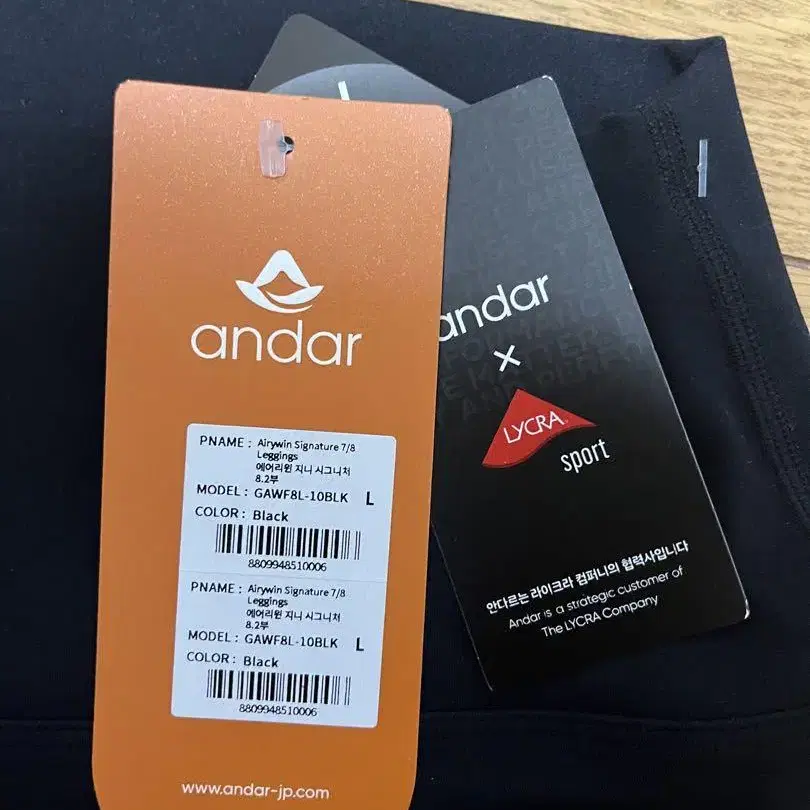 andar
PNAME : Airywin Signature 7/8
Leggings
에어리윈 지니 시그니처
8.2부
MODEL : GAWF8L-10BLK L
COLOR : Black
8809948510006
PNAME : Airywin Signature 7/8
Leggings
에어리윈 지니 시그니처
8.2부
MODEL : GAWF8L-10BLK L
COLOR : Black
8809948510006
www.andar-jp.com
andar
×
LYCRA
sport
안다르는 라이크라 컴퍼니의 협력사입니다
Andar is a strategic customer of
The LYCRA Company